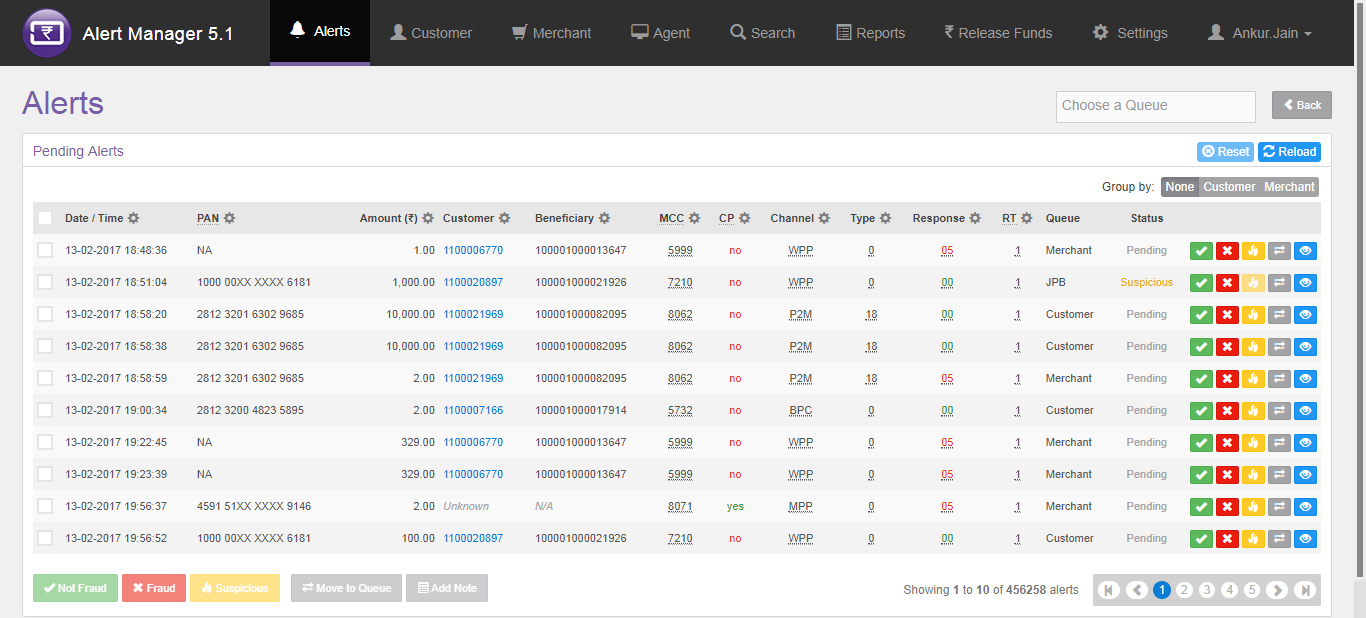 Alert Manager 5.1 Alerts Customer Merchant Agent Search Reports ₹ Release Funds Settings Ankur.Jain
Alerts Choose a Queue Back
Pending Alerts Reset Reload
Group by: None Customer Merchant
Date / Time PAN Amount (₹) Customer Beneficiary MCC CP Channel Type Response RT Queue Status
13-02-2017 18:48:36 NA 1.00 1100006770 100001000013647 5999 no WPP 0 05 1 Merchant Pending
13-02-2017 18:51:04 1000 00XX XXXX 6181 1,000.00 1100020897 100001000021926 7210 no WPP 0 00 1 JPB Suspicious
13-02-2017 18:58:20 2812 3201 6302 9685 10,000.00 1100021969 100001000082095 8062 no P2M 18 00 1 Customer Pending
13-02-2017 18:58:38 2812 3201 6302 9685 10,000.00 1100021969 100001000082095 8062 no P2M 18 00 1 Customer Pending
13-02-2017 18:58:59 2812 3201 6302 9685 2.00 1100021969 100001000082095 8062 no P2M 18 05 1 Merchant Pending
13-02-2017 19:00:34 2812 3200 4823 5895 2.00 1100007166 100001000017914 5732 no BPC 0 00 1 Customer Pending
13-02-2017 19:22:45 NA 329.00 1100006770 100001000013647 5999 no WPP 0 05 1 Merchant Pending
13-02-2017 19:23:39 NA 329.00 1100006770 100001000013647 5999 no WPP 0 05 1 Merchant Pending
13-02-2017 19:56:37 4591 51XX XXXX 9146 2.00 Unknown N/A 8071 yes MPP 0 05 1 Merchant Pending
13-02-2017 19:56:52 1000 00XX XXXX 6181 100.00 1100020897 100001000021926 7210 no WPP 0 00 1 Customer Pending
Not Fraud Fraud Suspicious Move to Queue Add Note Showing 1 to 10 of 456258 alerts 1 2 3 4 5